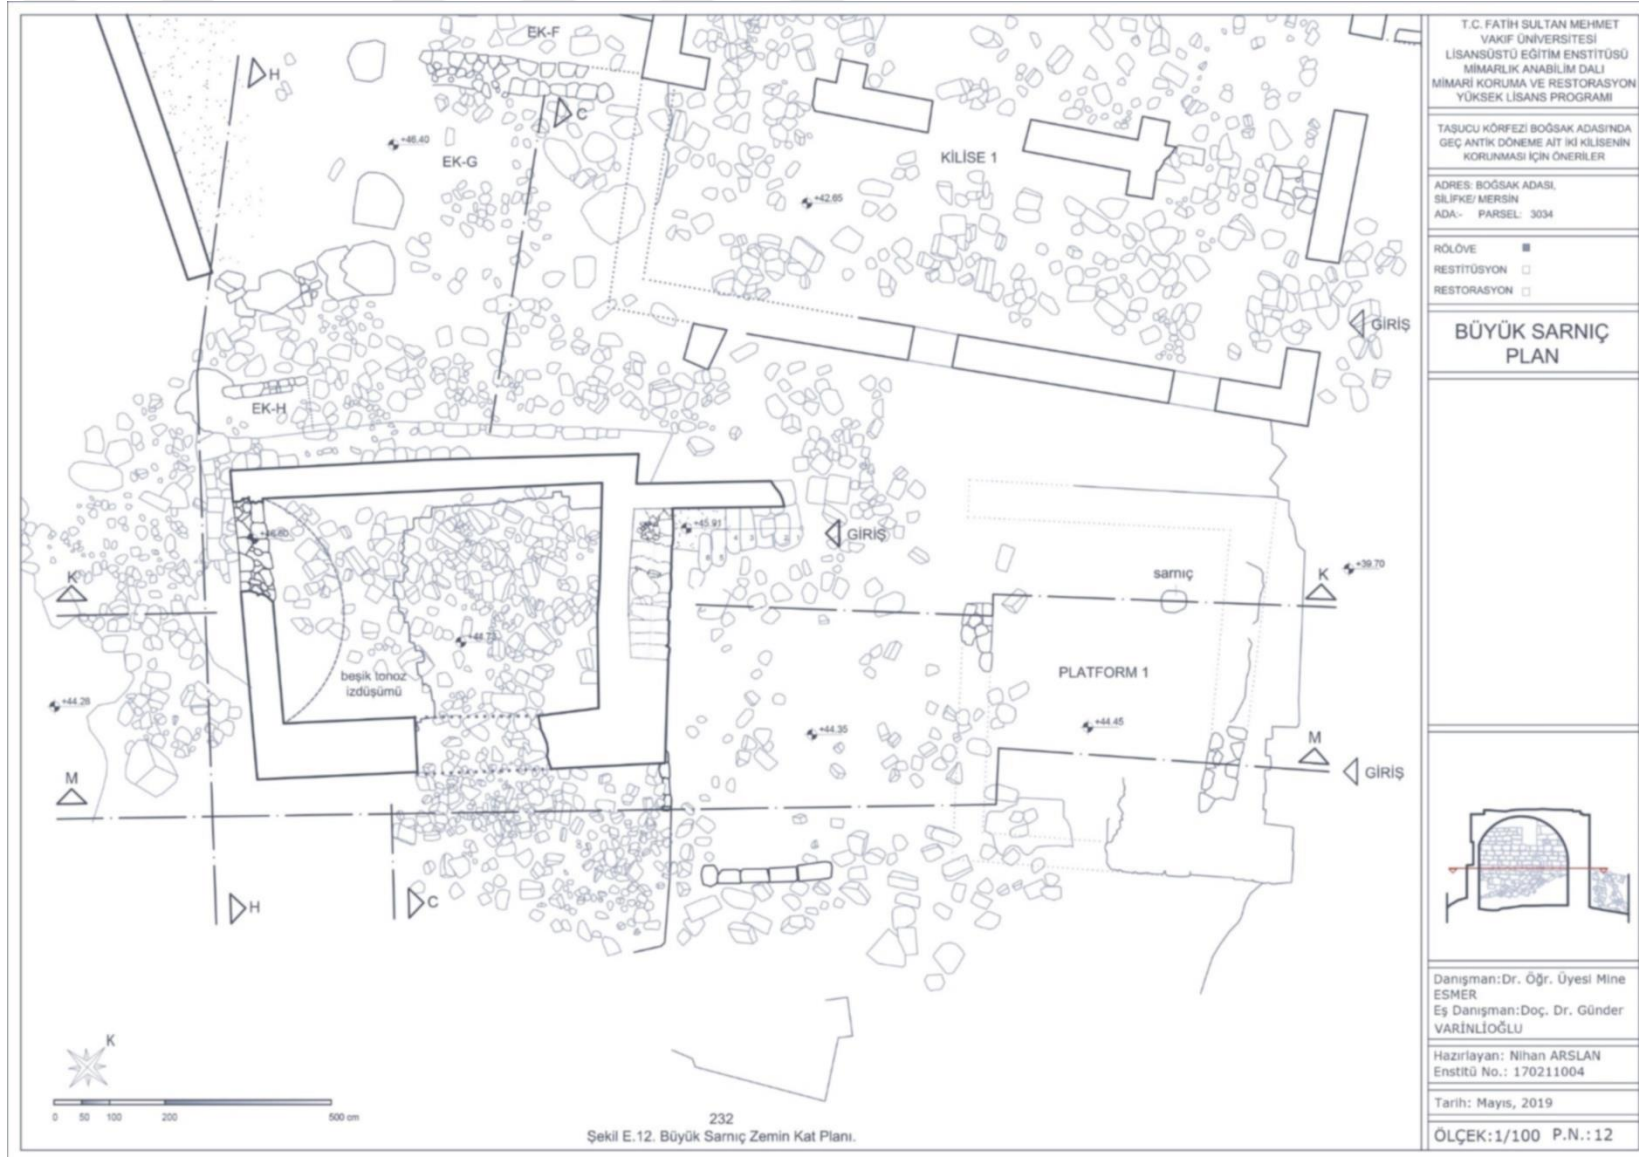 EK-F
H
C
+46.40
EK-G
KİLİSE 1
+42.65
GİRİŞ
EK-H
+45.91
GİRİŞ
sarnıç
+39.70
K
K
+44.73
beşik tonoz
izdüşümü
PLATFORM 1
+44.28
+44.35
+44.45
M
M
GİRİŞ
H
C
K
0 50 100 200 500 cm
232
Şekil E.12. Büyük Sarnıç Zemin Kat Planı.
T.C. FATİH SULTAN MEHMET
VAKIF ÜNİVERSİTESİ
LİSANSÜSTÜ EĞİTİM ENSTİTÜSÜ
MİMARLIK ANABİLİM DALI
MİMARİ KORUMA VE RESTORASYON
YÜKSEK LİSANS PROGRAMI
TAŞUCU KÖRFEZİ BOĞSAK ADASI'NDA
GEÇ ANTİK DÖNEME AİT İKİ KİLİSENİN
KORUNMASI İÇİN ÖNERİLER
ADRES: BOĞSAK ADASI,
SİLİFKE/ MERSİN
ADA:- PARSEL: 3034
RÖLÖVE
RESTİTÜSYON
RESTORASYON
BÜYÜK SARNIÇ
PLAN
Danışman:Dr. Öğr. Üyesi Mine
ESMER
Eş Danışman:Doç. Dr. Günder
VARİNLİOĞLU
Hazırlayan: Nihan ARSLAN
Enstitü No.: 170211004
Tarih: Mayıs, 2019
ÖLÇEK:1/100 P.N.:12